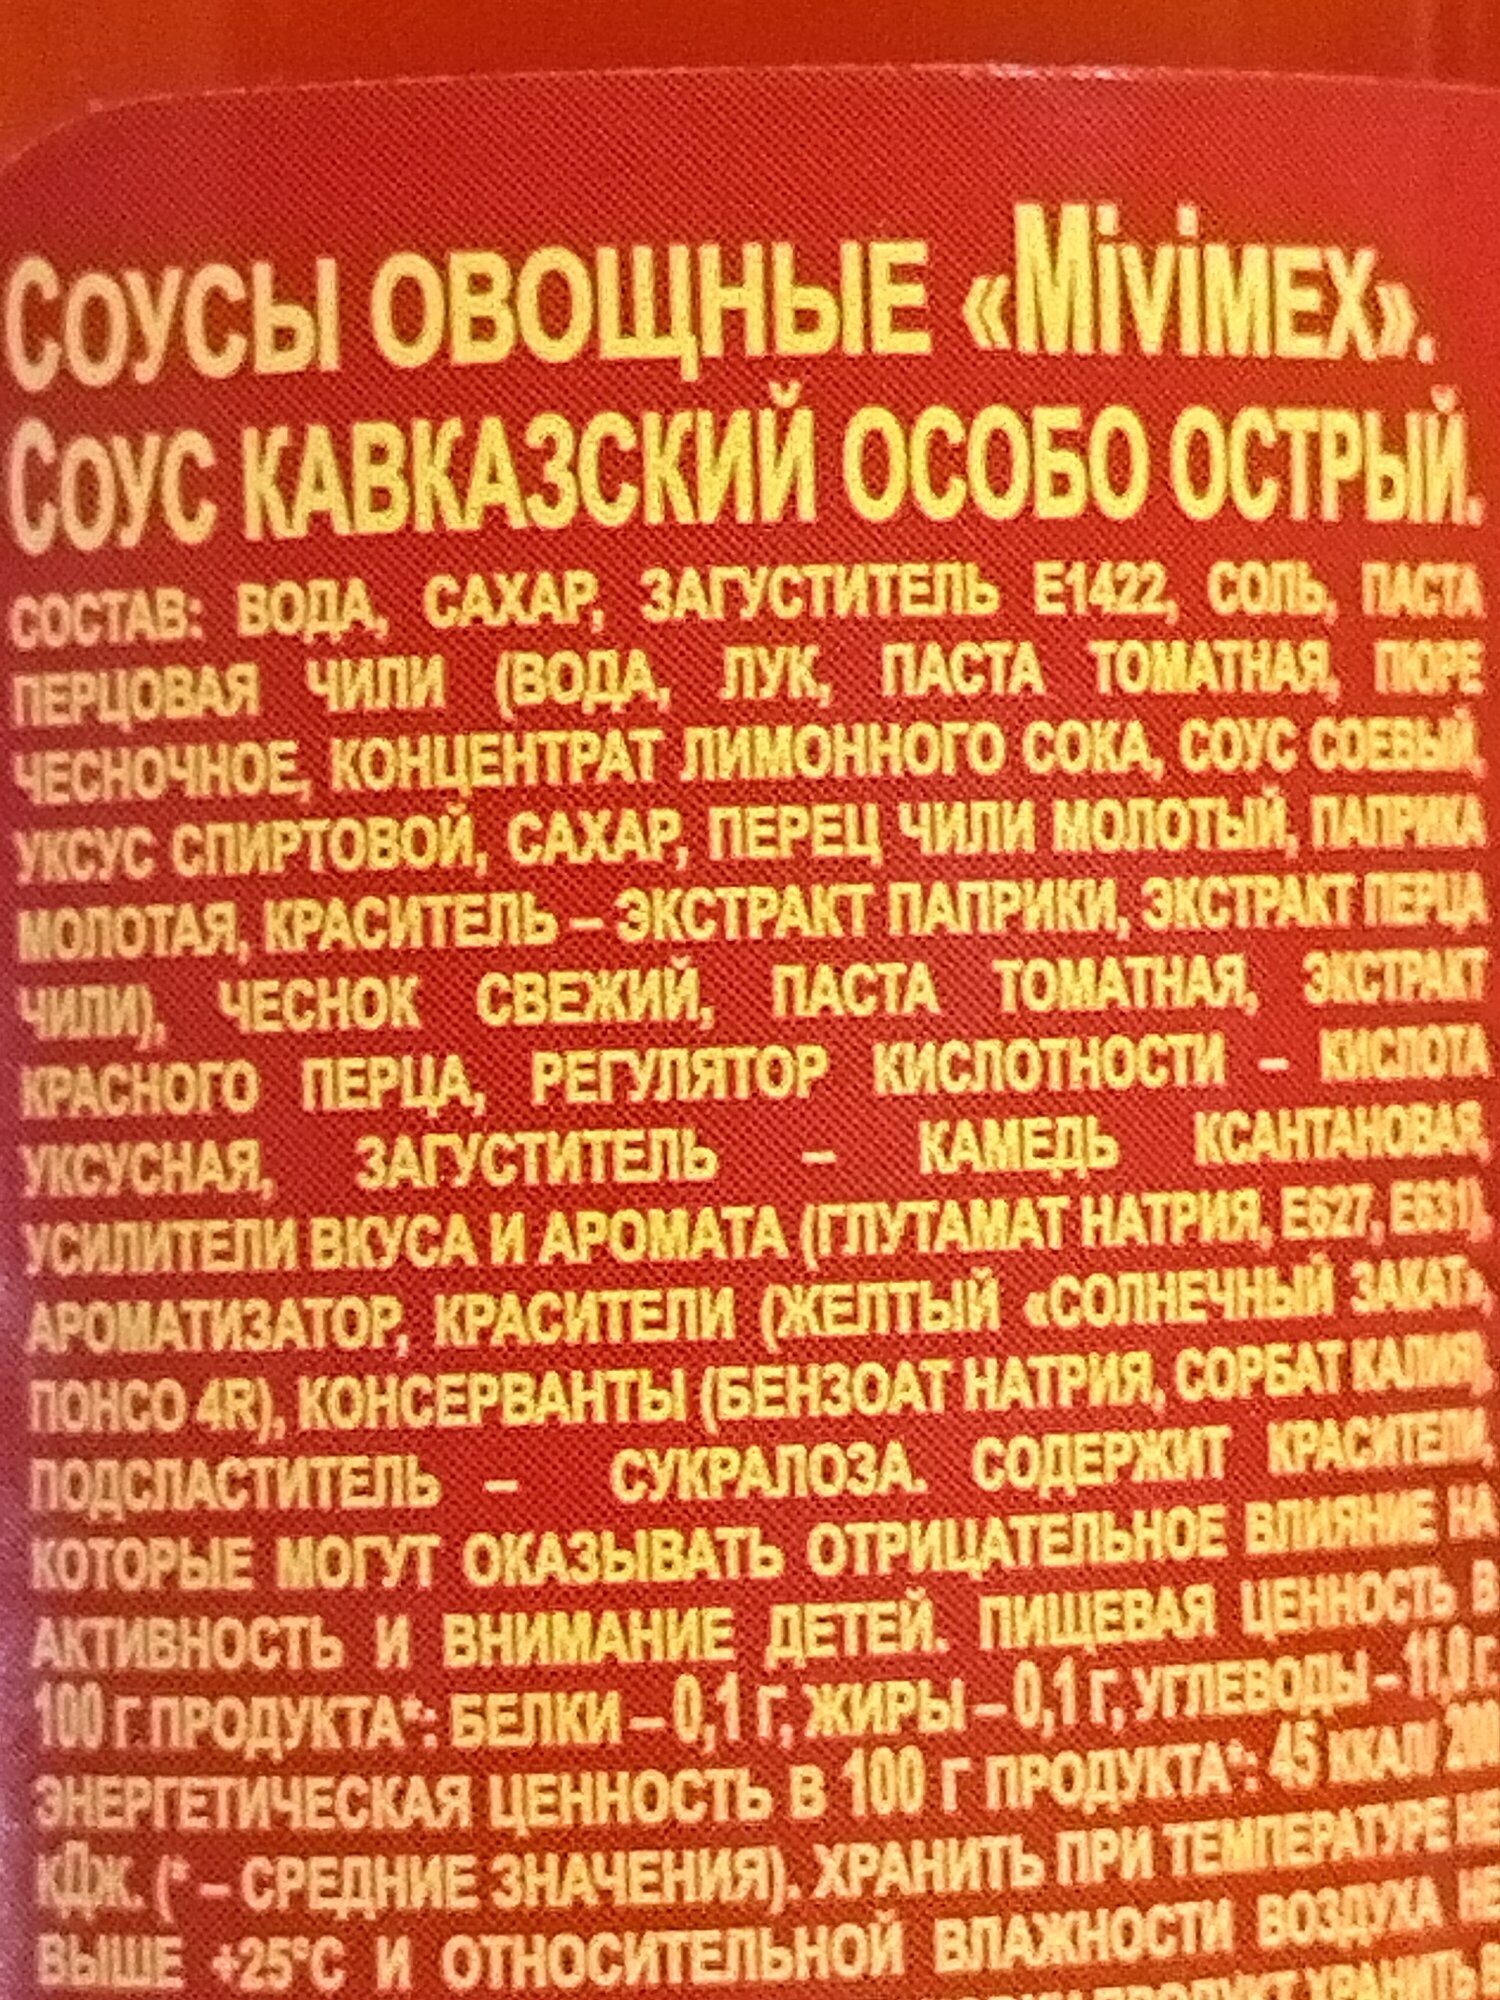 Соусы овощные «Mivimex».
Соус кавказский особо острый.
СОСТАВ: ВОДА, САХАР, ЗАГУСТИТЕЛЬ Е1422, СОЛЬ, ПАСТА
ПЕРЦОВАЯ ЧИЛИ (ВОДА, ЛУК, ПАСТА ТОМАТНАЯ, ПЮРЕ
ЧЕСНОЧНОЕ, КОНЦЕНТРАТ ЛИМОННОГО СОКА, СОУС СОЕВЫЙ,
УКСУС СПИРТОВОЙ, САХАР, ПЕРЕЦ ЧИЛИ МОЛОТЫЙ, ПАПРИКА
МОЛОТАЯ, КРАСИТЕЛЬ – ЭКСТРАКТ ПАПРИКИ, ЭКСТРАКТ ПЕРЦА
ЧИЛИ), ЧЕСНОК СВЕЖИЙ, ПАСТА ТОМАТНАЯ, ЭКСТРАКТ
КРАСНОГО ПЕРЦА, РЕГУЛЯТОР КИСЛОТНОСТИ – КИСЛОТА
УКСУСНАЯ, ЗАГУСТИТЕЛЬ – КАМЕДЬ КСАНТАНОВАЯ,
УСИЛИТЕЛИ ВКУСА И АРОМАТА (ГЛУТАМАТ НАТРИЯ, Е627, Е631),
АРОМАТИЗАТОР, КРАСИТЕЛИ (ЖЕЛТЫЙ «СОЛНЕЧНЫЙ ЗАКАТ»,
ПОНСО 4R), КОНСЕРВАНТЫ (БЕНЗОАТ НАТРИЯ, СОРБАТ КАЛИЯ),
ПОДСЛАСТИТЕЛЬ – СУКРАЛОЗА. СОДЕРЖИТ КРАСИТЕЛИ,
КОТОРЫЕ МОГУТ ОКАЗЫВАТЬ ОТРИЦАТЕЛЬНОЕ ВЛИЯНИЕ НА
АКТИВНОСТЬ И ВНИМАНИЕ ДЕТЕЙ. ПИЩЕВАЯ ЦЕННОСТЬ В
100 Г ПРОДУКТА*: БЕЛКИ – 0,1 Г, ЖИРЫ – 0,1 Г, УГЛЕВОДЫ – 11,0 Г.
ЭНЕРГЕТИЧЕСКАЯ ЦЕННОСТЬ В 100 Г ПРОДУКТА*: 45 ККАЛ/ 200
кДж. (* – СРЕДНИЕ ЗНАЧЕНИЯ). ХРАНИТЬ ПРИ ТЕМПЕРАТУРЕ НЕ
ВЫШЕ +25°С И ОТНОСИТЕЛЬНОЙ ВЛАЖНОСТИ ВОЗДУХА НЕ
ПРОДУКТ ХРАНИТЬ В